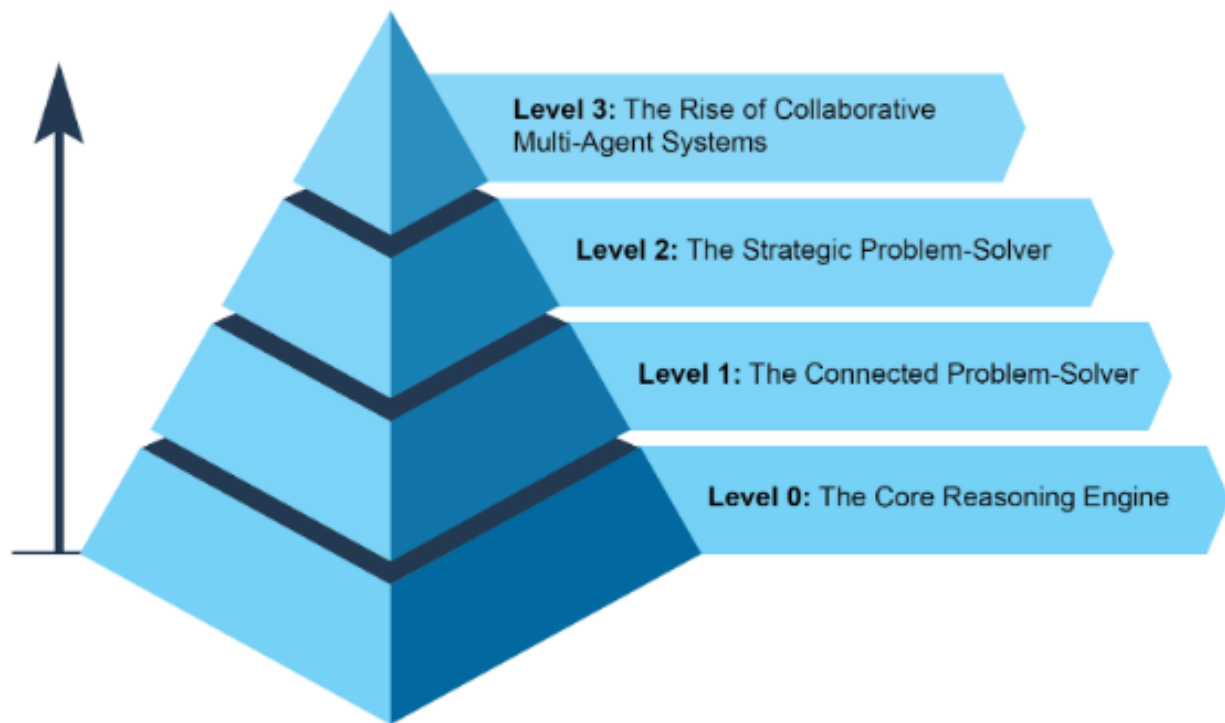 Level 3: The Rise of Collaborative
Multi-Agent Systems
Level 2: The Strategic Problem-Solver
Level 1: The Connected Problem-Solver
Level 0: The Core Reasoning Engine